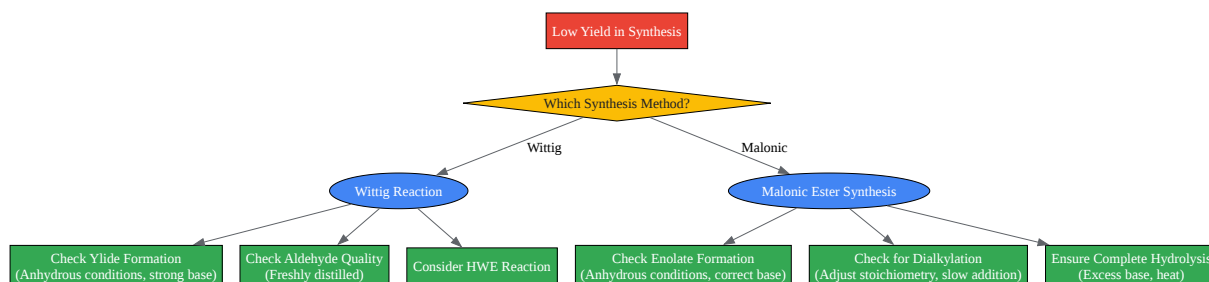 Low Yield in Synthesis
Which Synthesis Method?
Wittig
Malonic
Wittig Reaction
Malonic Ester Synthesis
Check Ylide Formation
(Anhydrous conditions, strong base)
Check Aldehyde Quality
(Freshly distilled)
Consider HWE Reaction
Check Enolate Formation
(Anhydrous conditions, correct base)
Check for Dialkylation
(Adjust stoichiometry, slow addition)
Ensure Complete Hydrolysis
(Excess base, heat)